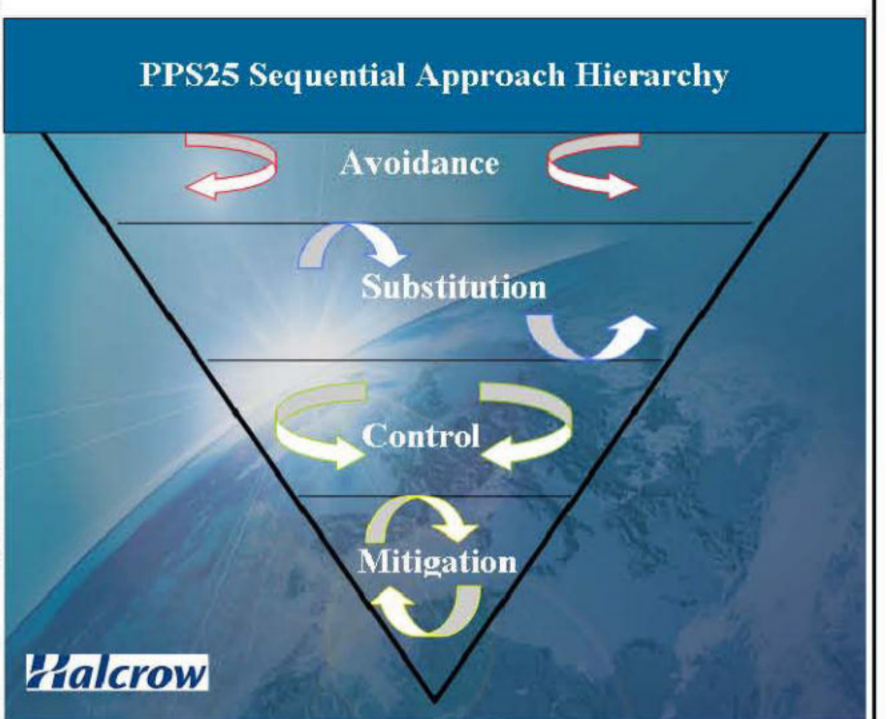 PPS25 Sequential Approach Hierarchy
Avoidance
Substitution
Control
Mitigation
Halcrow